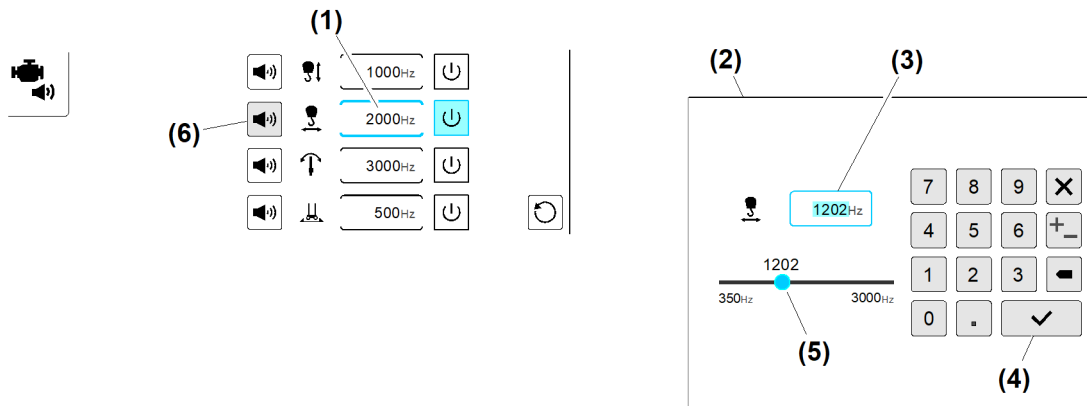 (1)
1000Hz
(6)
2000Hz
3000Hz
500Hz
(2)
(3)
1202Hz
7 8 9
4 5 6 +_
1202
350Hz 3000Hz
1 2 3
0 .
(5)
(4)